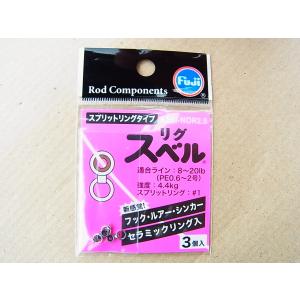 Fuji
Rod Components
スプリットリングタイプ
リグ
スベル
適合ライン:8~20lb
(PE0.6~2号)
強度:4.4kg
スプリットリング:#1
新感覚!
フック・ルアー・シンカー
セラミックリング入
3個入